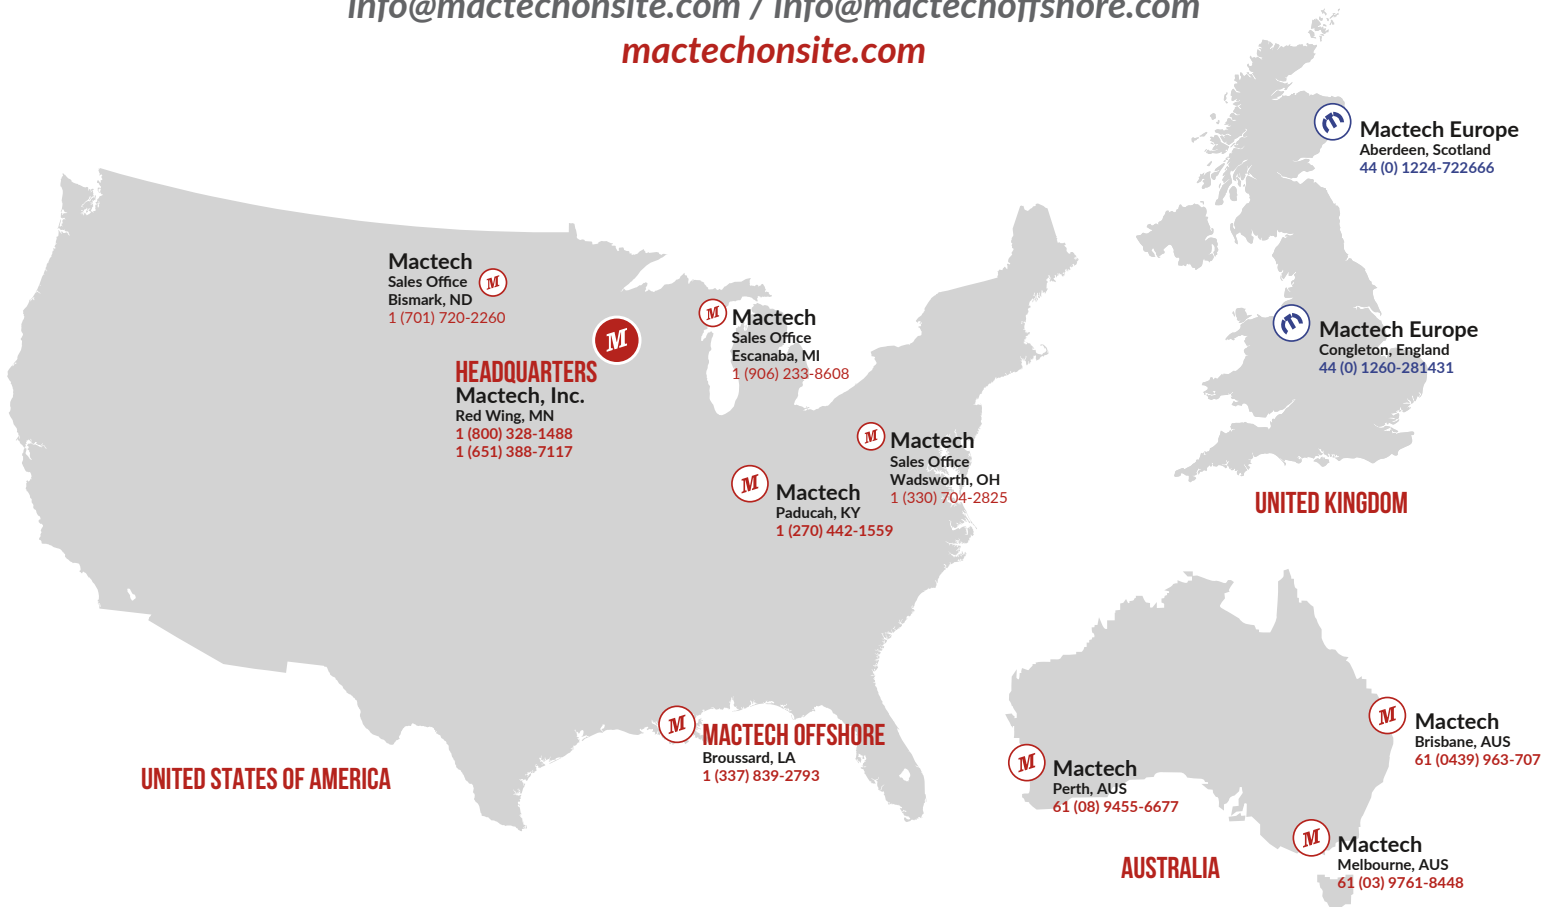 info@mactechonsite.com / info@mactechoffshore.com
mactechonsite.com
Mactech Europe
Aberdeen, Scotland
44 (0) 1224-722666
Mactech
Sales Office
Bismark, ND
1 (701) 720-2260
M
M
Mactech
Sales Office
Escanaba, MI
1 (906) 233-8608
M
HEADQUARTERS
Mactech, Inc.
Red Wing, MN
1 (800) 328-1488
1 (651) 388-7117
Mactech Europe
Congleton, England
44 (0) 1260-281431
M
Mactech
Sales Office
Wadsworth, OH
1 (330) 704-2825
M
Mactech
Paducah, KY
1 (270) 442-1559
UNITED KINGDOM
M
MACTECH OFFSHORE
Broussard, LA
1 (337) 839-2793
UNITED STATES OF AMERICA
M
Mactech
Brisbane, AUS
61 (0439) 963-707
M
Mactech
Perth, AUS
61 (08) 9455-6677
M
Mactech
Melbourne, AUS
61 (03) 9761-8448
AUSTRALIA